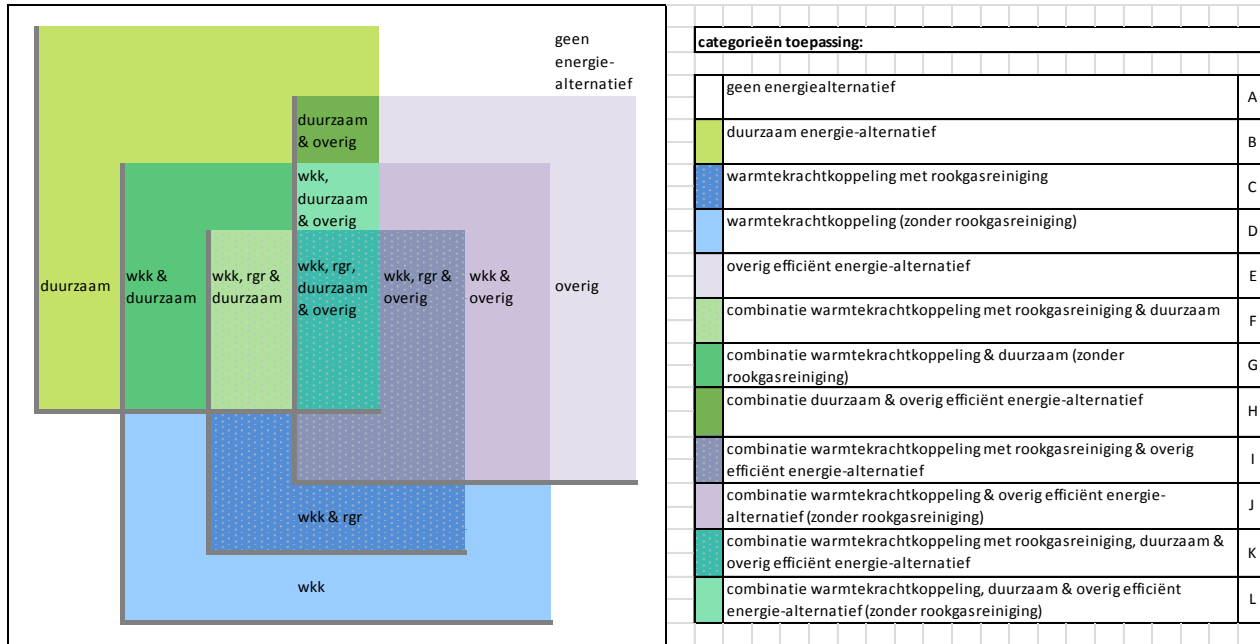 geen
energie-
alternatief
duurzaam
& overig
wkk,
duurzaam
& overig
duurzaam
wkk &
duurzaam
wkk, rgr &
duurzaam
wkk, rgr,
duurzaam
& overig
wkk, rgr &
overig
wkk &
overig
overig
wkk & rgr
wkk
categorieën toepassing:
geen energiealternatief A
duurzaam energie-alternatief B
warmtekrachtkoppeling met rookgasreiniging C
warmtekrachtkoppeling (zonder rookgasreiniging) D
overig efficiënt energie-alternatief E
combinatie warmtekrachtkoppeling met rookgasreiniging & duurzaam F
combinatie warmtekrachtkoppeling & duurzaam (zonder
rookgasreiniging) G
combinatie duurzaam & overig efficiënt energie-alternatief H
combinatie warmtekrachtkoppeling met rookgasreiniging & overig
efficiënt energie-alternatief I
combinatie warmtekrachtkoppeling & overig efficiënt energie-
alternatief (zonder rookgasreiniging) J
combinatie warmtekrachtkoppeling met rookgasreiniging, duurzaam &
overig efficiënt energie-alternatief K
combinatie warmtekrachtkoppeling, duurzaam & overig efficiënt
energie-alternatief (zonder rookgasreiniging) L